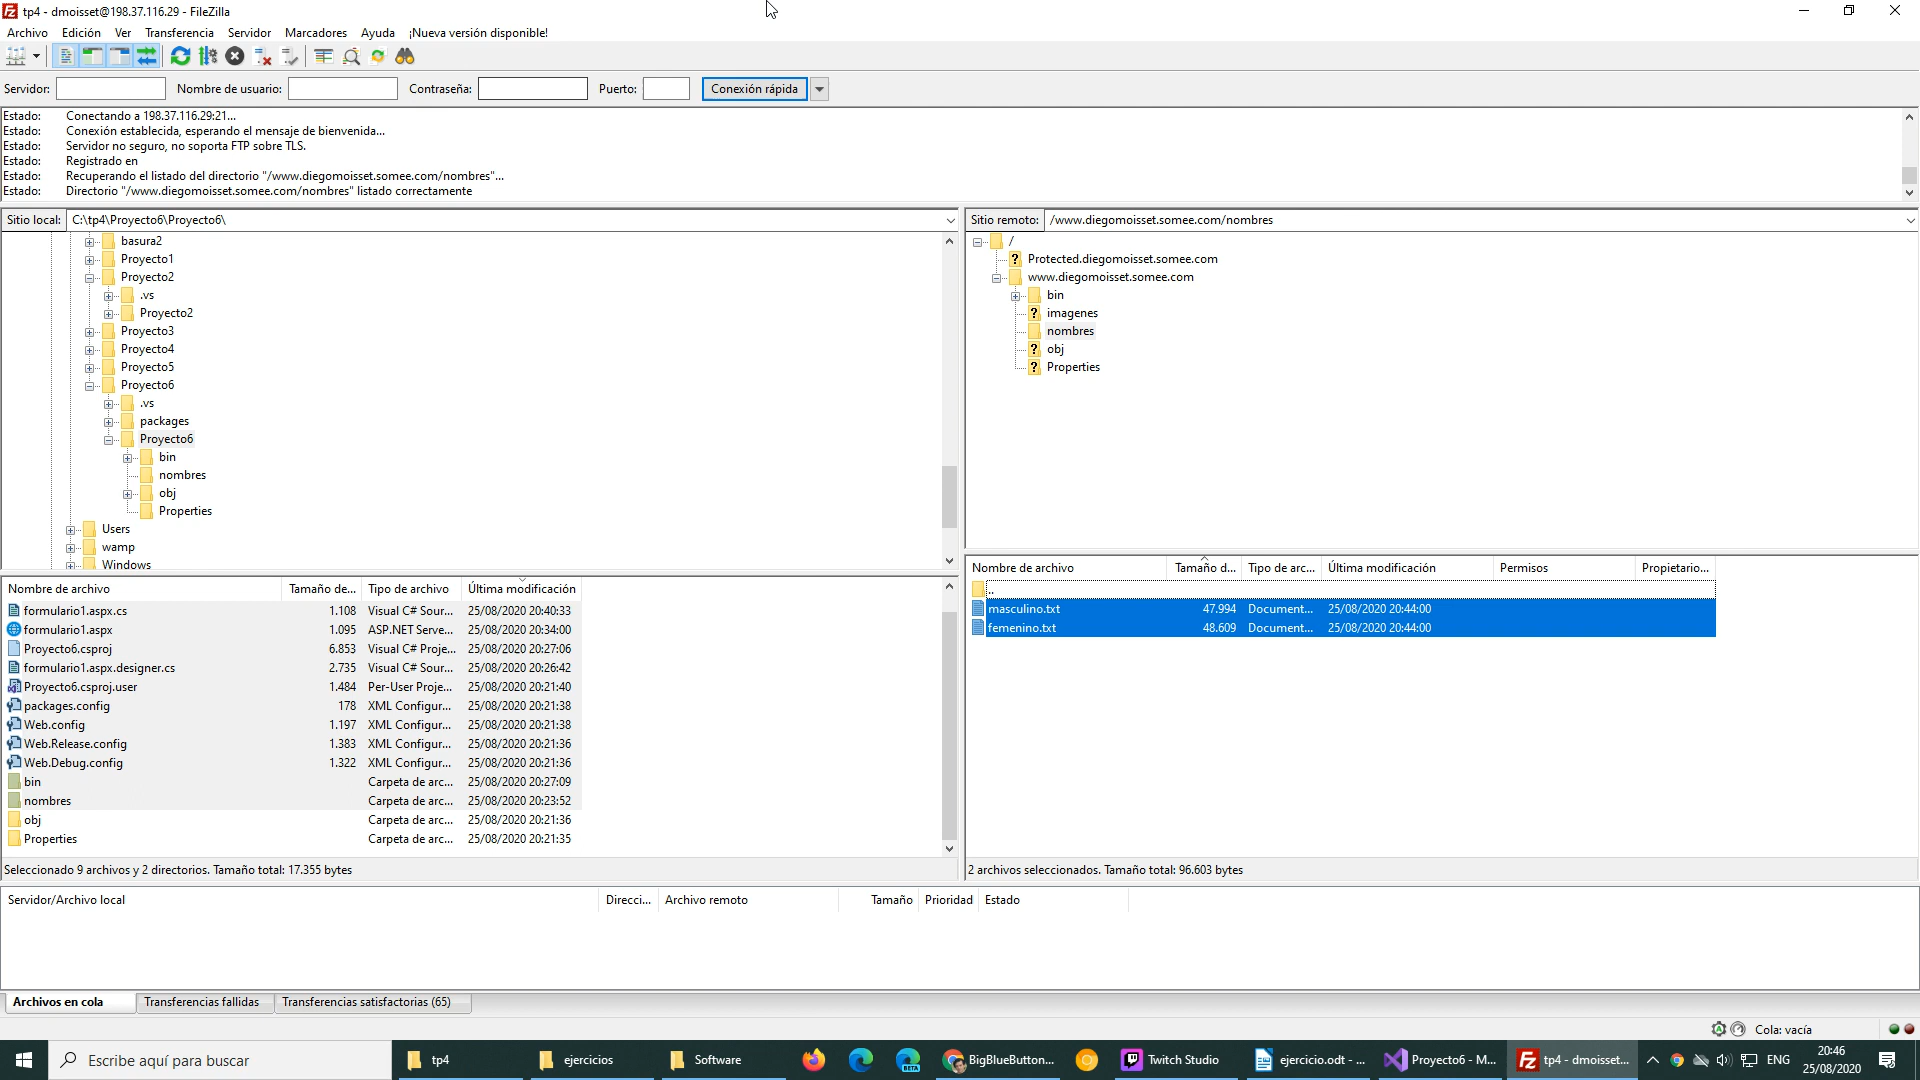 tp4 - dmoisset@198.37.116.29 - FileZilla
Archivo Edición Ver Transferencia Servidor Marcadores Ayuda ¡Nueva versión disponible!
Servidor: Nombre de usuario: Contraseña: Puerto: Conexión rápida
Estado: Conectando a 198.37.116.29:21...
Estado: Conexión establecida, esperando el mensaje de bienvenida...
Estado: Servidor no seguro, no soporta FTP sobre TLS.
Estado: Registrado en
Estado: Recuperando el listado del directorio "/www.diegomoisset.somee.com/nombres"...
Estado: Directorio "/www.diegomoisset.somee.com/nombres" listado correctamente
Sitio local: C:\tp4\Proyecto6\Proyecto6\
basura2
Proyecto1
Proyecto2
.vs
Proyecto2
Proyecto3
Proyecto4
Proyecto5
Proyecto6
.vs
packages
Proyecto6
bin
nombres
obj
Properties
Users
wamp
Windows
Nombre de archivo Tamaño de... Tipo de archivo Última modificación
formulario1.aspx.cs 1.108 Visual C# Sour... 25/08/2020 20:40:33
formulario1.aspx 1.095 ASP.NET Serve... 25/08/2020 20:34:00
Proyecto6.csproj 6.853 Visual C# Proje... 25/08/2020 20:27:06
formulario1.aspx.designer.cs 2.735 Visual C# Sour... 25/08/2020 20:26:42
Proyecto6.csproj.user 1.484 Per-User Proje... 25/08/2020 20:21:40
packages.config 178 XML Configur... 25/08/2020 20:21:38
Web.config 1.197 XML Configur... 25/08/2020 20:21:38
Web.Release.config 1.383 XML Configur... 25/08/2020 20:21:36
Web.Debug.config 1.322 XML Configur... 25/08/2020 20:21:36
bin Carpeta de arc... 25/08/2020 20:27:09
nombres Carpeta de arc... 25/08/2020 20:23:52
obj Carpeta de arc... 25/08/2020 20:21:36
Properties Carpeta de arc... 25/08/2020 20:21:35
Seleccionado 9 archivos y 2 directorios. Tamaño total: 17.355 bytes
Sitio remoto: /www.diegomoisset.somee.com/nombres
/
Protected.diegomoisset.somee.com
www.diegomoisset.somee.com
bin
imagenes
nombres
obj
Properties
Nombre de archivo Tamaño d... Tipo de arc... Última modificación Permisos Propietario...
..
masculino.txt 47.994 Document... 25/08/2020 20:44:00
femenino.txt 48.609 Document... 25/08/2020 20:44:00
2 archivos seleccionados. Tamaño total: 96.603 bytes
Servidor/Archivo local Direcci... Archivo remoto Tamaño Prioridad Estado
Archivos en cola Transferencias fallidas Transferencias satisfactorias (65)
Cola: vacía
Escribe aquí para buscar tp4 ejercicios Software BETA BigBlueButton... Twitch Studio ejercicio.odt - ... Proyecto6 - M... tp4 - dmoisset... ENG 20:46
25/08/2020